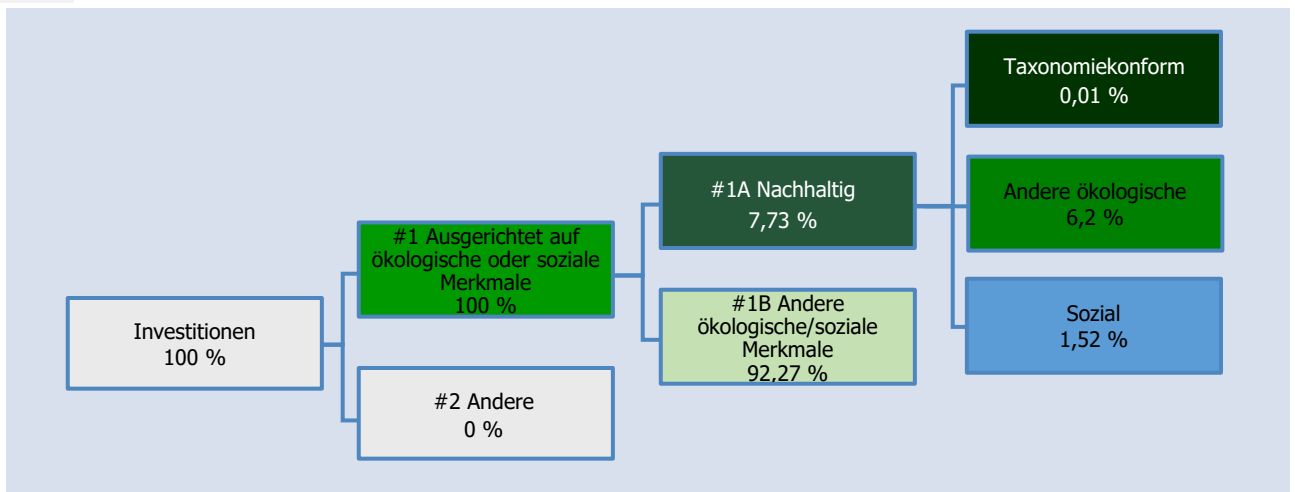 Investitionen
100 %
#1 Ausgerichtet auf
ökologische oder soziale
Merkmale
100 %
#2 Andere
0 %
#1A Nachhaltig
7,73 %
#1B Andere
ökologische/soziale
Merkmale
92,27 %
Taxonomiekonform
0,01 %
Andere ökologische
6,2 %
Sozial
1,52 %